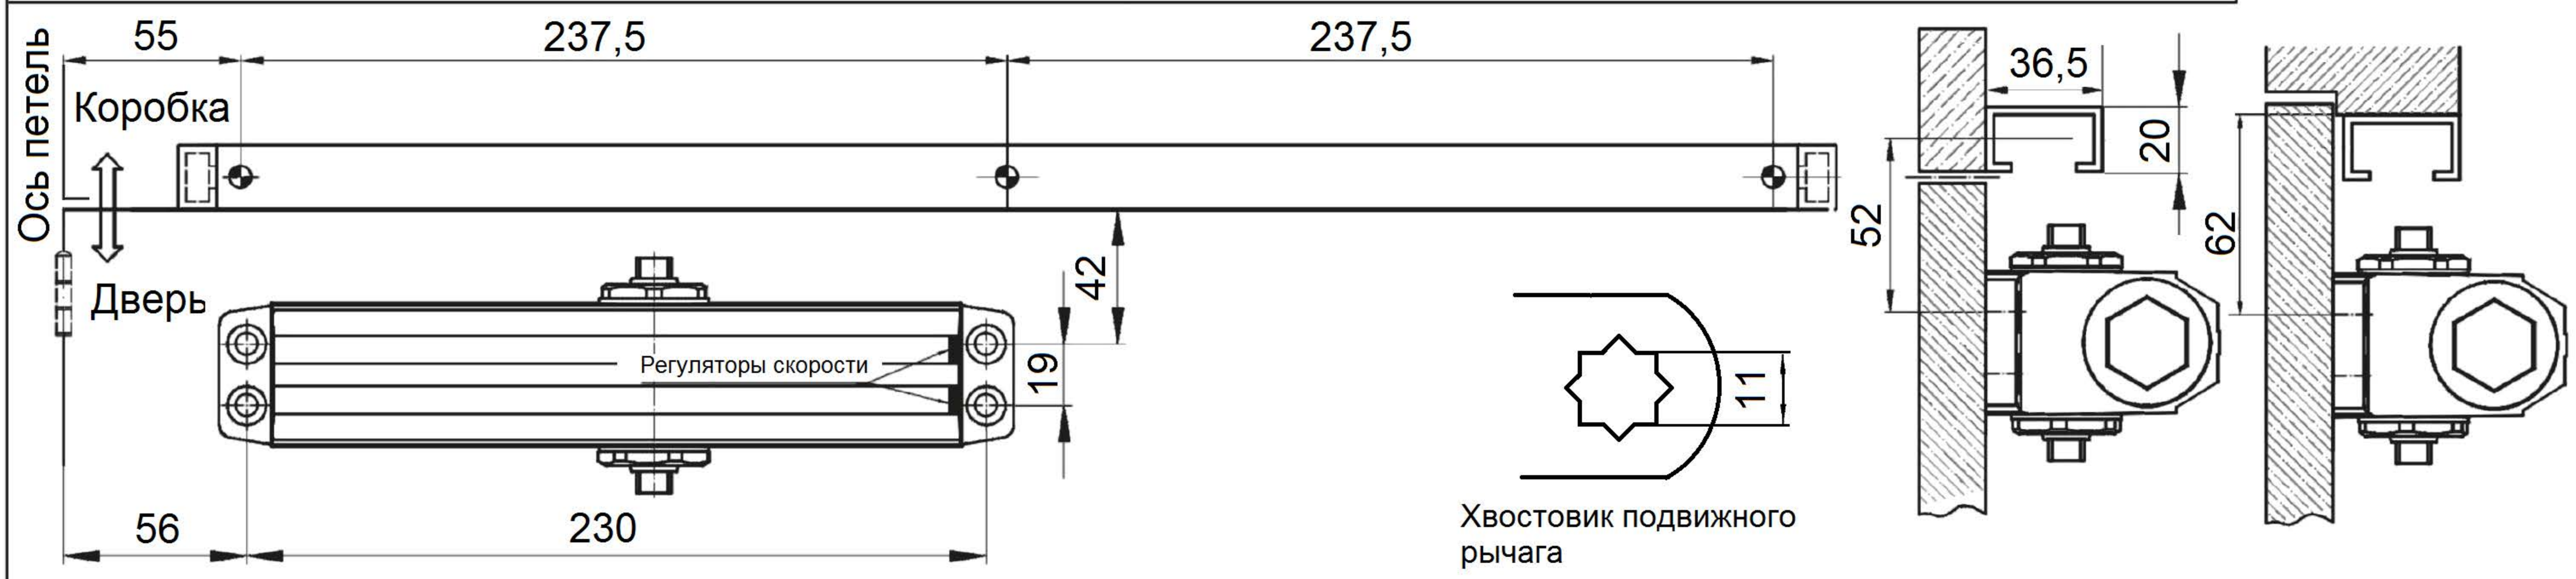 Ось петель
55
237,5
237,5
36,5
Коробка
20
52
62
42
Дверь
Регуляторы скорости
19
11
56
230
Хвостовик подвижного
рычага